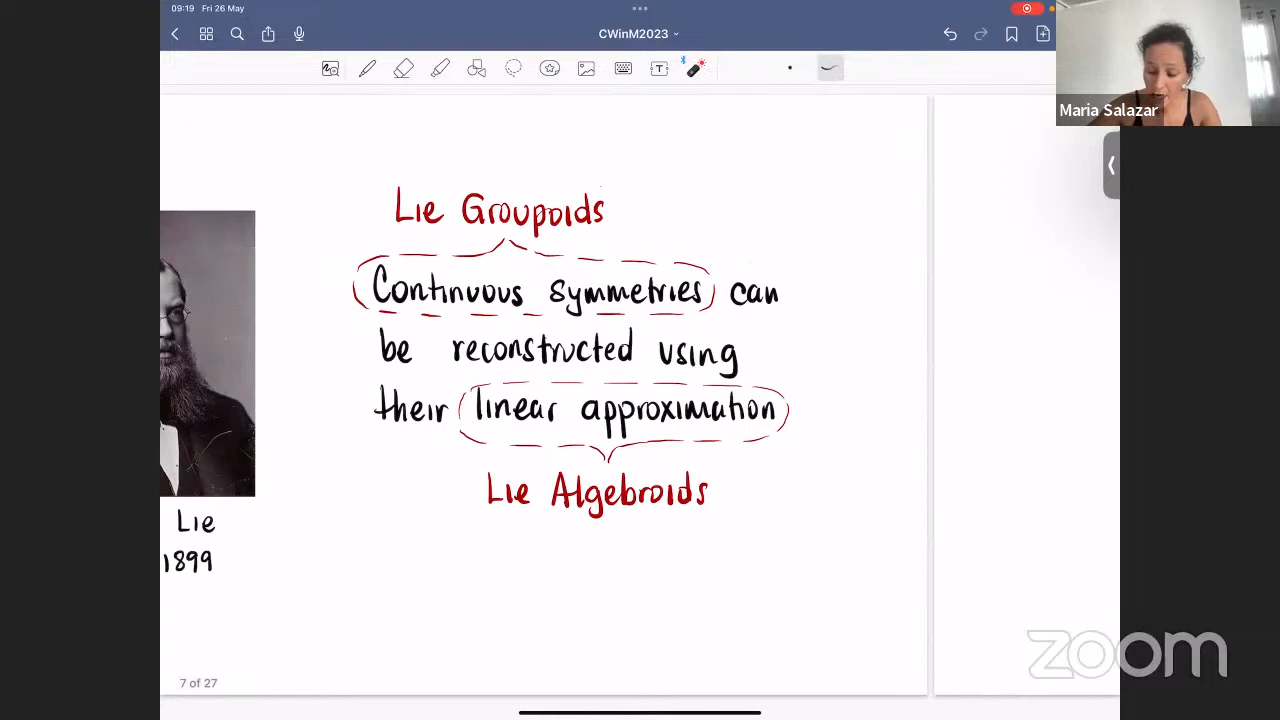 09:19 Fri 26 May
CWinM2023
Maria Salazar
Lie Groupoids
Continuous symmetries can
be reconstructed using
their linear approximation
Lie Algebroids
Lie
1899
7 of 27
zoom